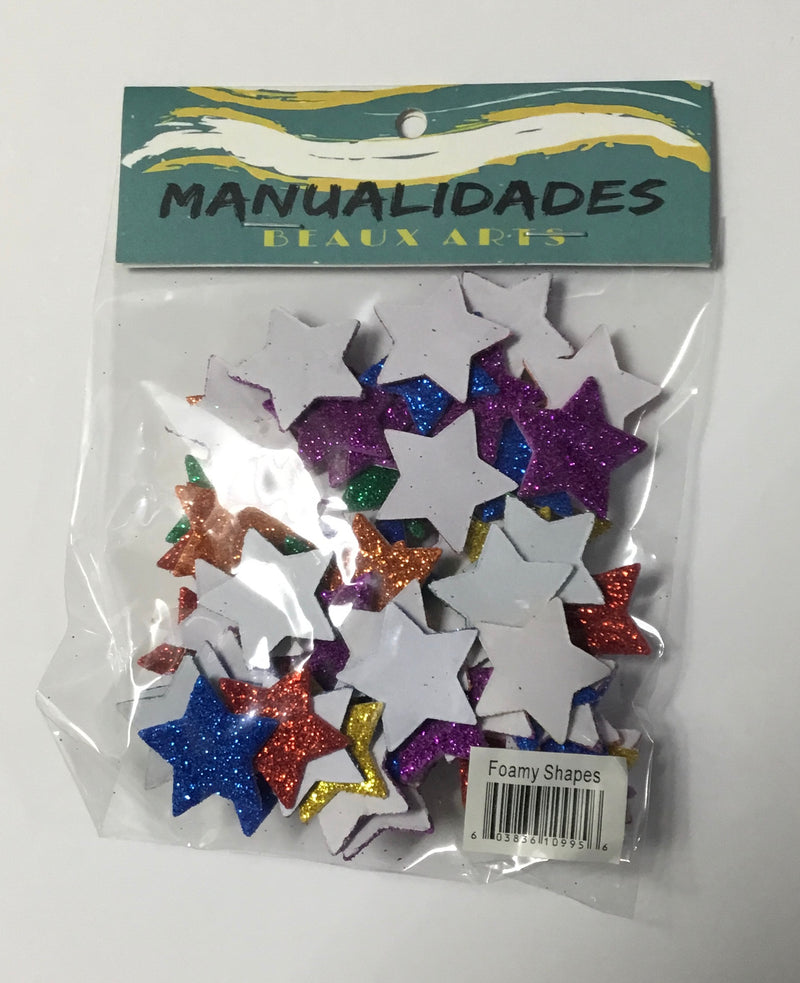 MANUALIDADES
BEAUX ARTS
Foamy Shapes
6 03836 10995 6